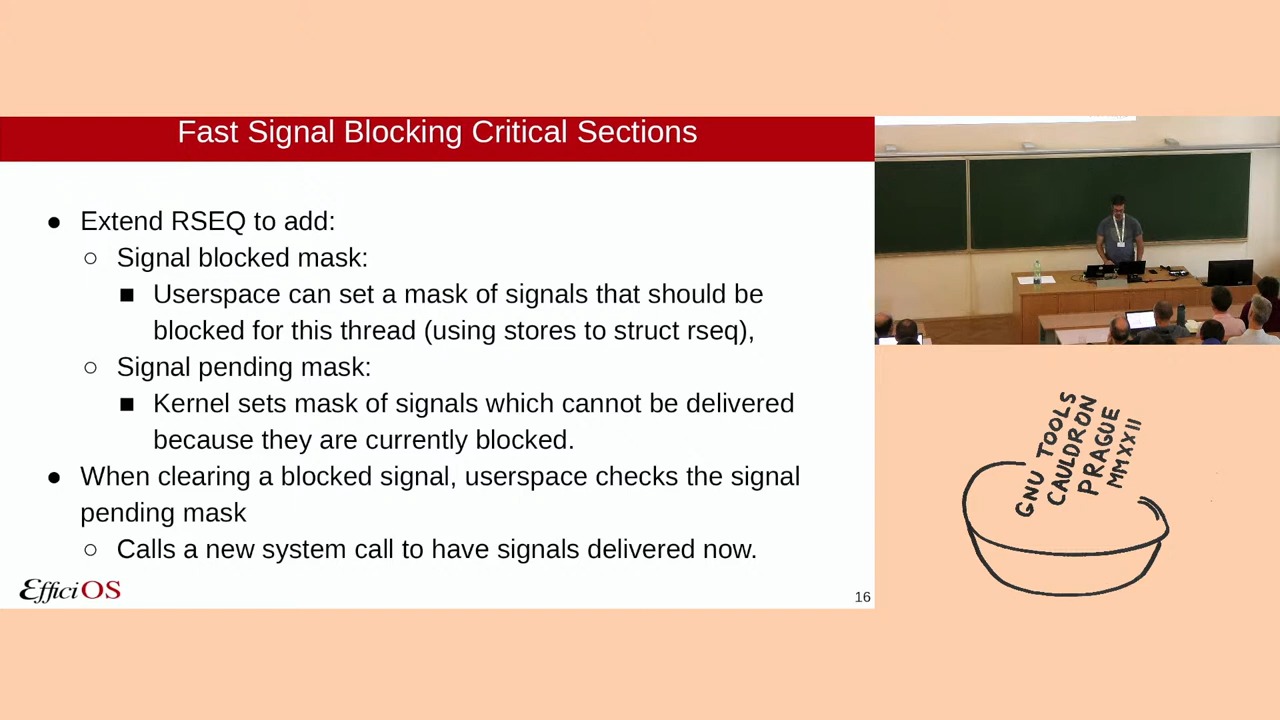 Fast Signal Blocking Critical Sections
● Extend RSEQ to add:
○ Signal blocked mask:
■ Userspace can set a mask of signals that should be
blocked for this thread (using stores to struct rseq),
○ Signal pending mask:
■ Kernel sets mask of signals which cannot be delivered
because they are currently blocked.
● When clearing a blocked signal, userspace checks the signal
pending mask
○ Calls a new system call to have signals delivered now.
EfficiOS
16
GNU TOOLS
CAULDRON
PRAGUE
MMXXII